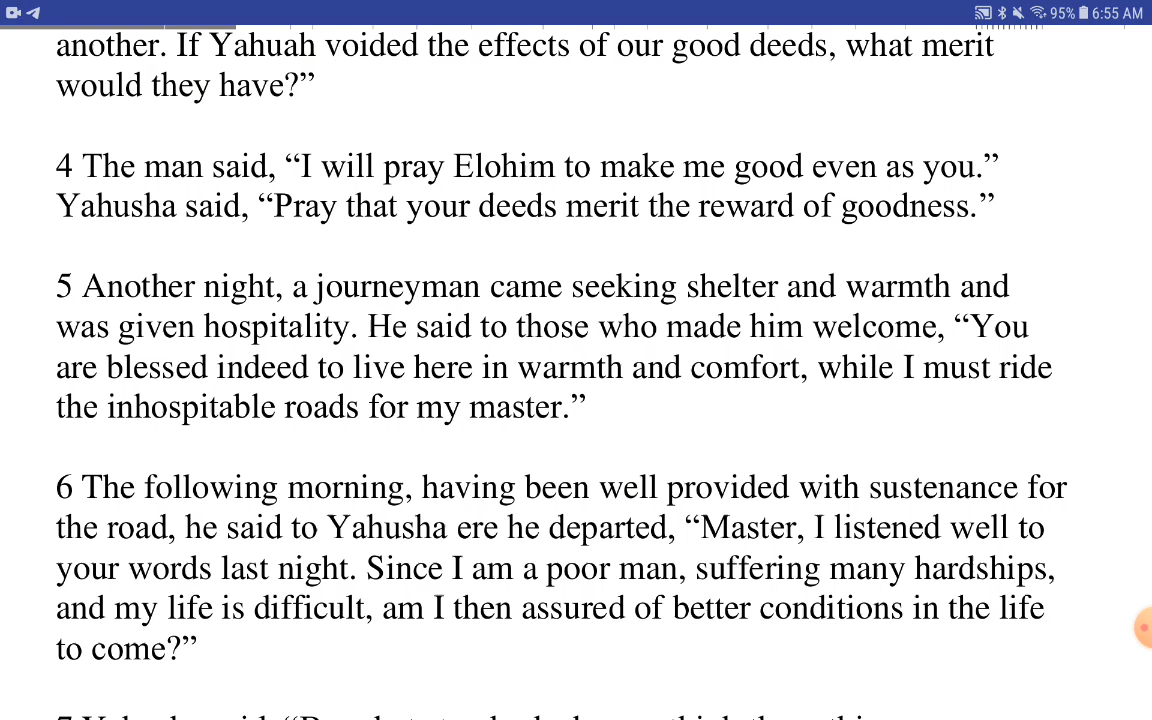 95% 6:55 AM
another. If Yahuah voided the effects of our good deeds, what merit
would they have?”
4 The man said, “I will pray Elohim to make me good even as you.”
Yahusha said, “Pray that your deeds merit the reward of goodness.”
5 Another night, a journeyman came seeking shelter and warmth and
was given hospitality. He said to those who made him welcome, “You
are blessed indeed to live here in warmth and comfort, while I must ride
the inhospitable roads for my master.”
6 The following morning, having been well provided with sustenance for
the road, he said to Yahusha ere he departed, “Master, I listened well to
your words last night. Since I am a poor man, suffering many hardships,
and my life is difficult, am I then assured of better conditions in the life
to come?”